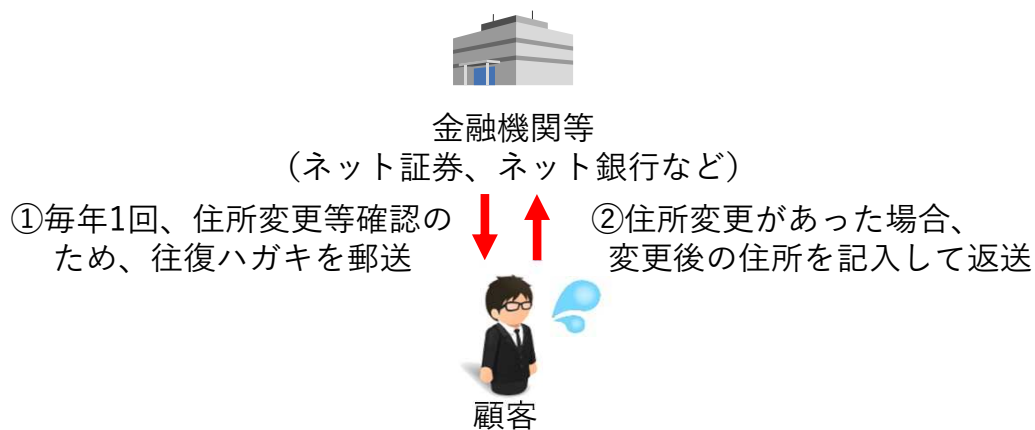 金融機関等
（ネット証券、ネット銀行など）
①毎年1回、住所変更等確認の
ため、往復ハガキを郵送
②住所変更があった場合、
変更後の住所を記入して返送
顧客